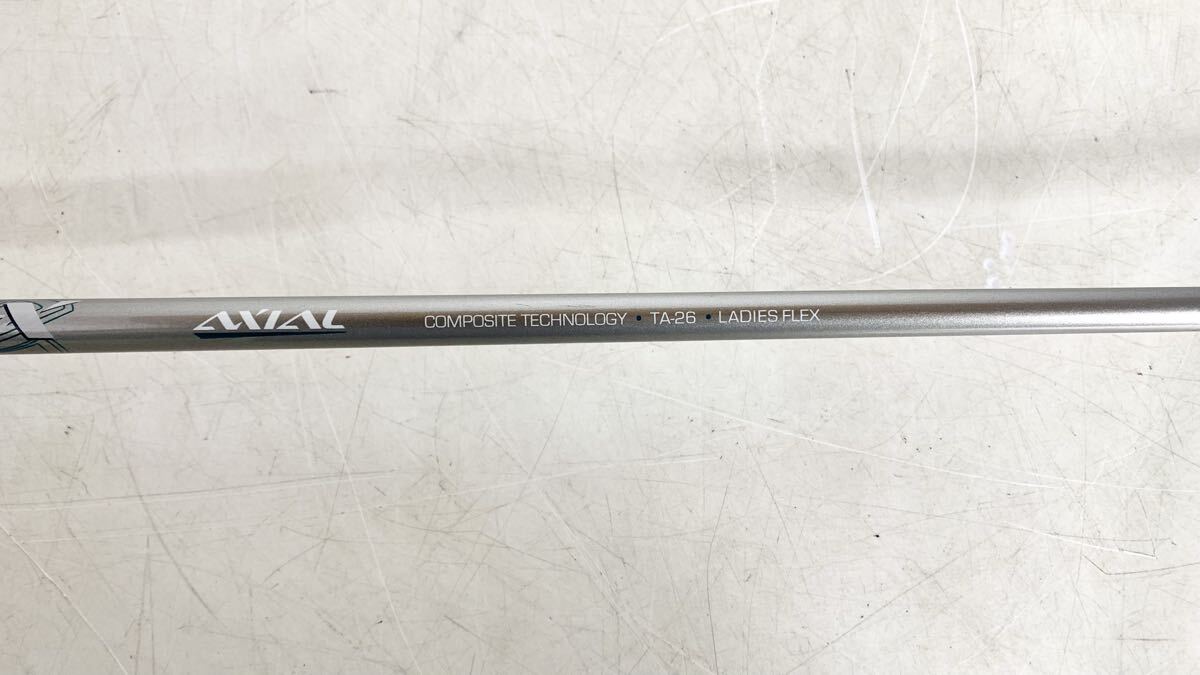 AXIAL COMPOSITE TECHNOLOGY • TA-26 • LADIES FLEX